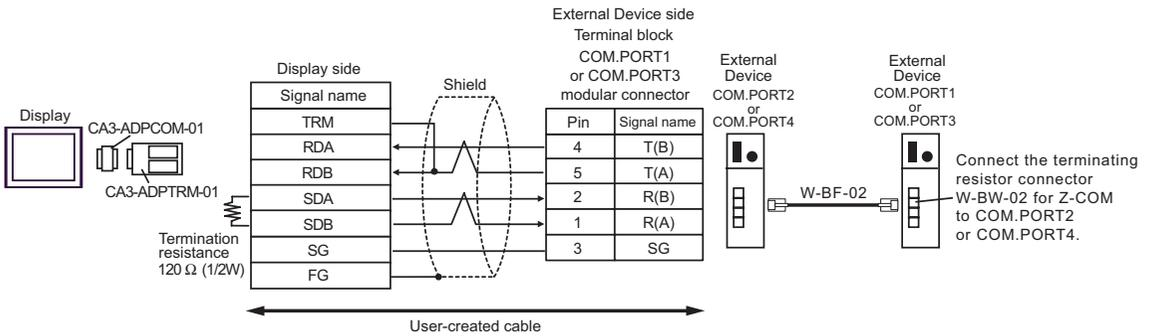 External Device side
Terminal block
COM.PORT1
or COM.PORT3
modular connector
Display side
Shield
External
Device
COM.PORT2
or
COM.PORT4
External
Device
COM.PORT1
or
COM.PORT3
Display
CA3-ADPCOM-01
CA3-ADPTRM-01
Signal name
TRM
RDA
RDB
SDA
SDB
SG
FG
Pin Signal name
4 T(B)
5 T(A)
2 R(B)
1 R(A)
3 SG
Termination
resistance
120 Ω (1/2W)
W-BF-02
Connect the terminating
resistor connector
W-BW-02 for Z-COM
to COM.PORT2
or COM.PORT4.
User-created cable